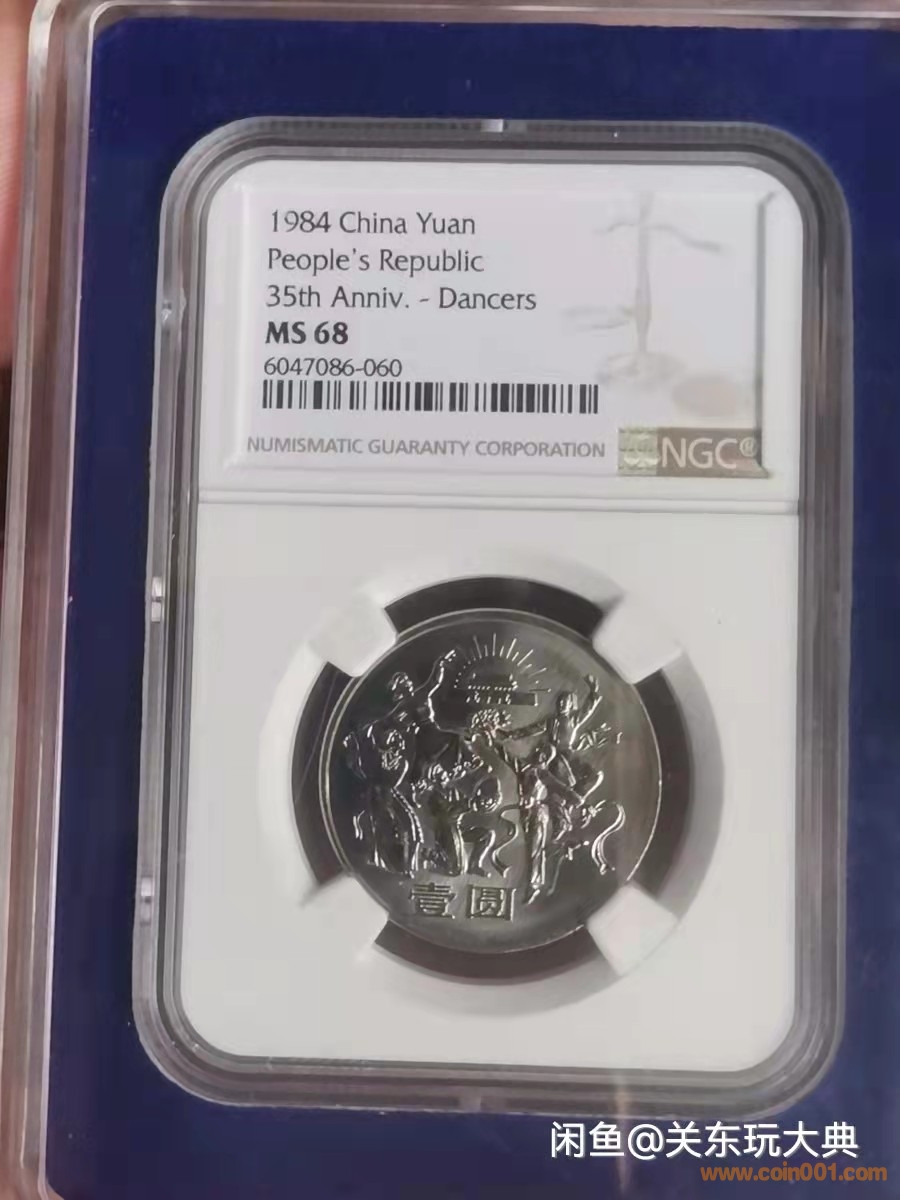 1984 China Yuan
People's Republic
35th Anniv. - Dancers
MS 68
6047086-060
NUMISMATIC GUARANTY CORPORATION
NGC®
壹圆
闲鱼@关东玩大典
www.coin001.com